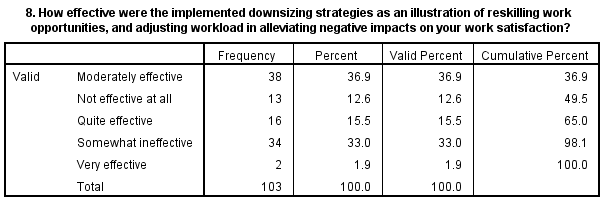 8. How effective were the implemented downsizing strategies as an illustration of reskilling work
opportunities, and adjusting workload in alleviating negative impacts on your work satisfaction?
Frequency Percent Valid Percent Cumulative Percent
Valid Moderately effective 38 36.9 36.9 36.9
Not effective at all 13 12.6 12.6 49.5
Quite effective 16 15.5 15.5 65.0
Somewhat ineffective 34 33.0 33.0 98.1
Very effective 2 1.9 1.9 100.0
Total 103 100.0 100.0